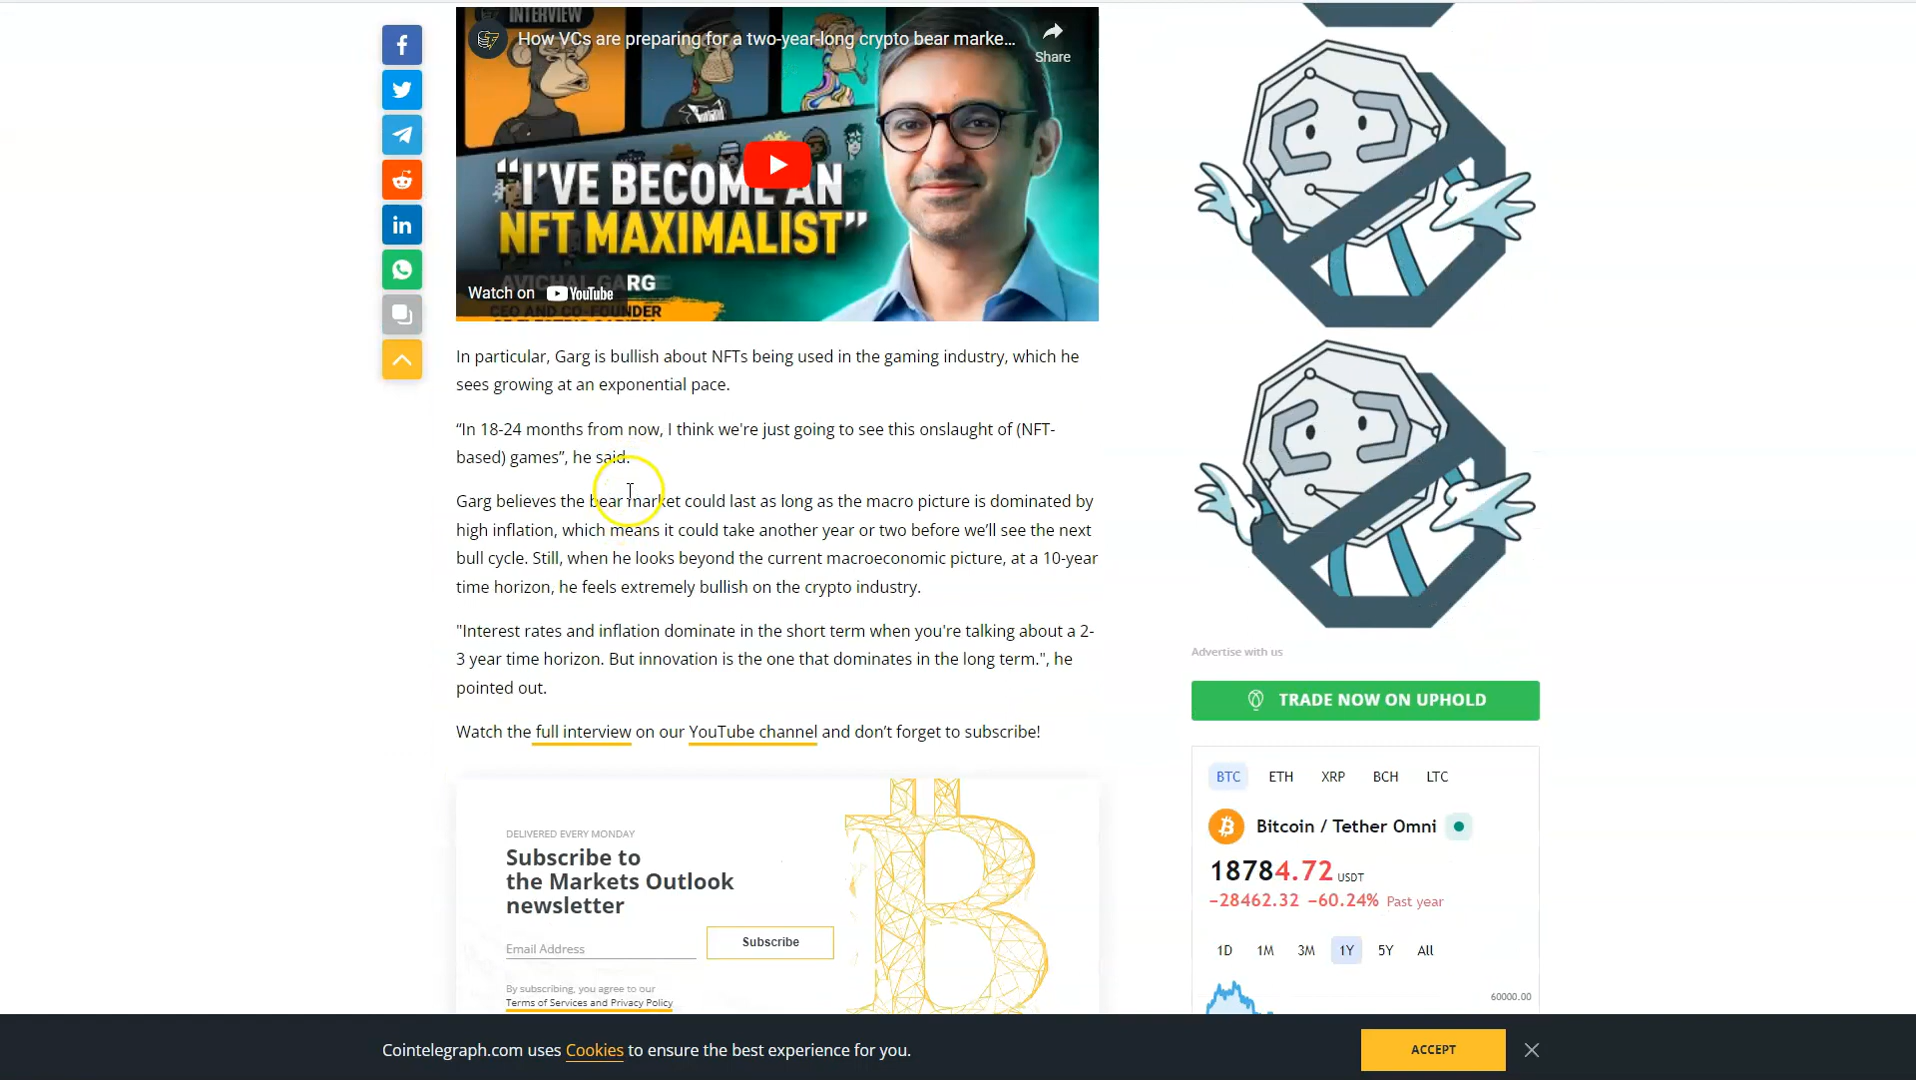 INTERVIEW
How VCs are preparing for a two-year-long crypto bear marke...
Share
“I’VE BECOME AN
NFT MAXIMALIST”
AVICHAL GARG
CEO AND CO-FOUNDER
Watch on YouTube
In particular, Garg is bullish about NFTs being used in the gaming industry, which he
sees growing at an exponential pace.
“In 18-24 months from now, I think we're just going to see this onslaught of (NFT-
based) games”, he said.
Garg believes the bear market could last as long as the macro picture is dominated by
high inflation, which means it could take another year or two before we’ll see the next
bull cycle. Still, when he looks beyond the current macroeconomic picture, at a 10-year
time horizon, he feels extremely bullish on the crypto industry.
"Interest rates and inflation dominate in the short term when you're talking about a 2-
3 year time horizon. But innovation is the one that dominates in the long term.", he
pointed out.
Watch the full interview on our YouTube channel and don’t forget to subscribe!
DELIVERED EVERY MONDAY
Subscribe to
the Markets Outlook
newsletter
Email Address
Subscribe
By subscribing, you agree to our
Terms of Services and Privacy Policy
Advertise with us
TRADE NOW ON UPHOLD
BTC ETH XRP BCH LTC
Bitcoin / Tether Omni
18784.72 USDT
−28462.32 −60.24% Past year
1D 1M 3M 1Y 5Y All
60000.00
Cointelegraph.com uses Cookies to ensure the best experience for you.
ACCEPT